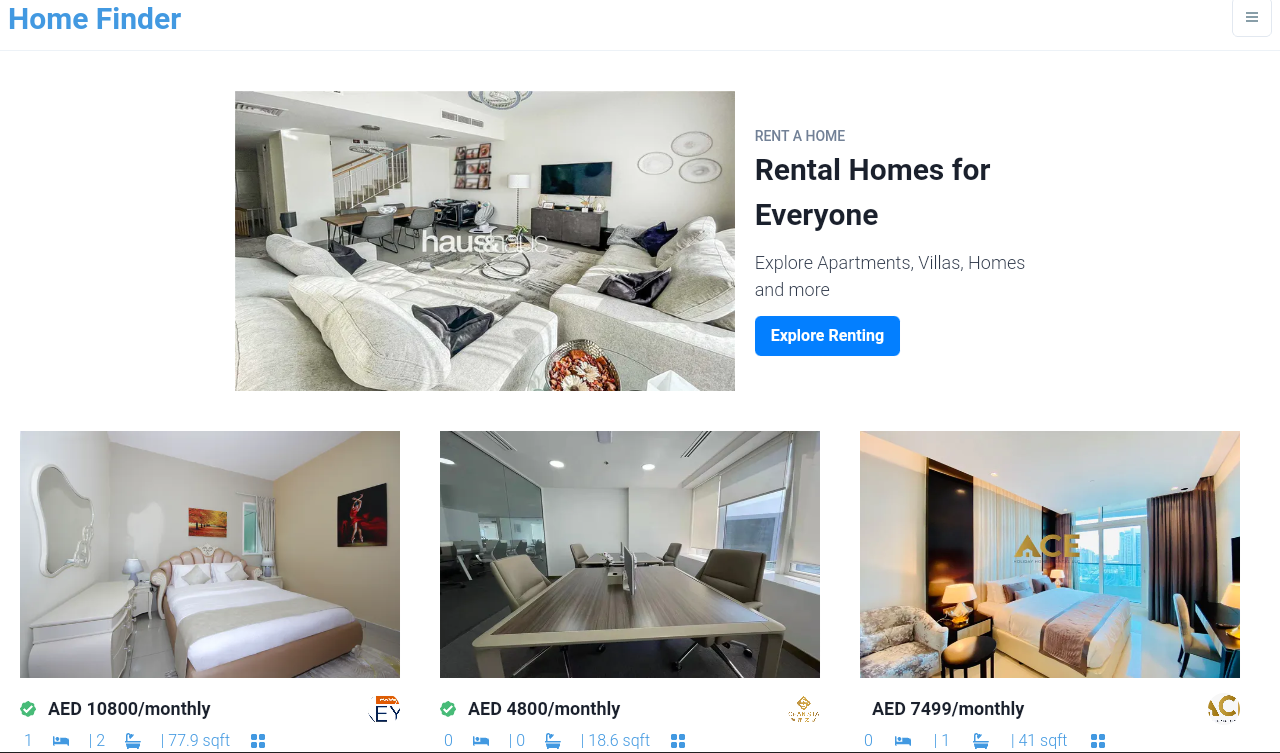 Home Finder
RENT A HOME
Rental Homes for
Everyone
Explore Apartments, Villas, Homes
and more
Explore Renting
haus&haus
ACE
AED 10800/monthly
EY
1 | 2 | 77.9 sqft
AED 4800/monthly
0 | 0 | 18.6 sqft
AED 7499/monthly
0 | 1 | 41 sqft